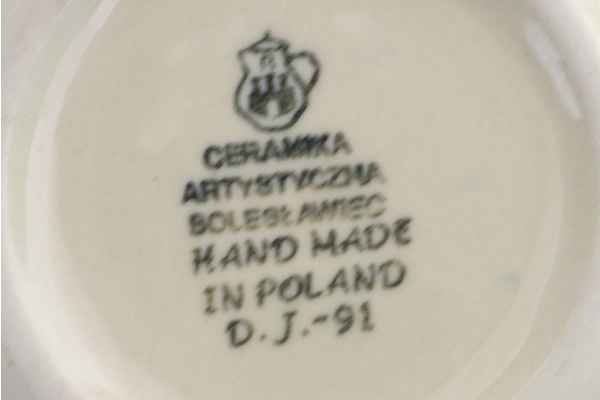 CERAMIKA
ARTYSTYCZNA
BOLESŁAWIEC
HAND MADE
IN POLAND
D.J.-91